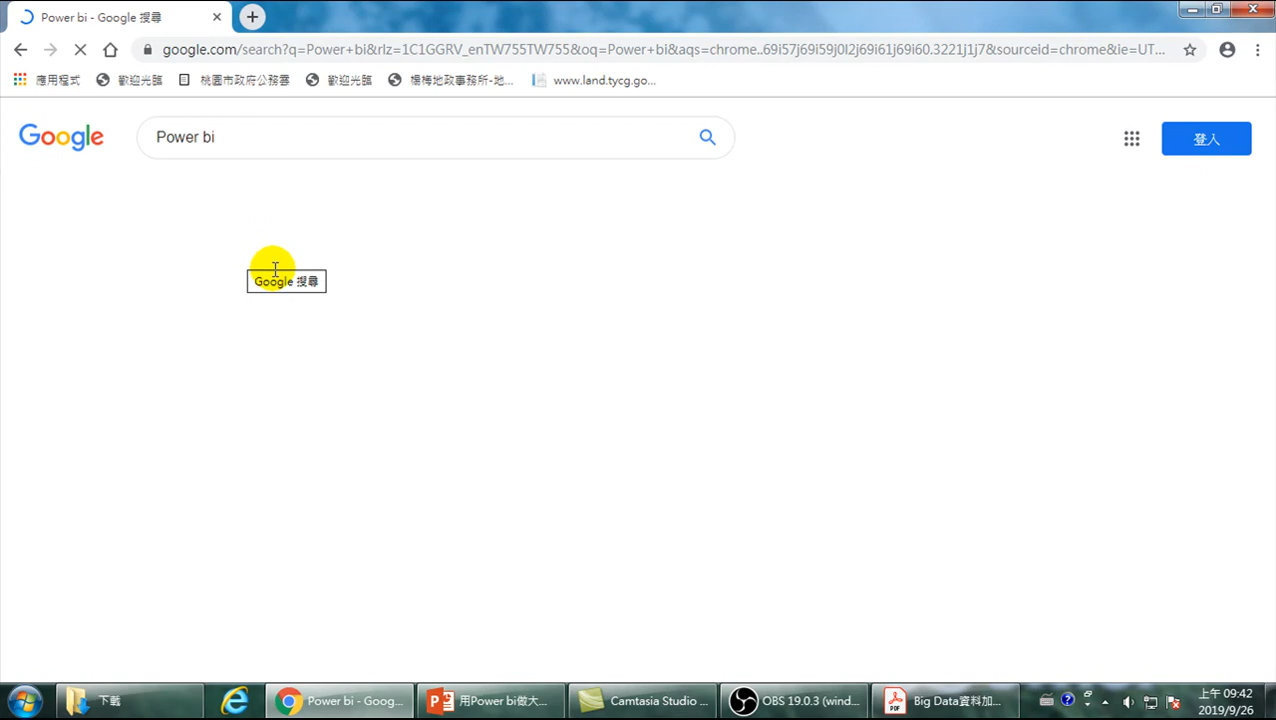 Power bi - Google 搜尋
google.com/search?q=Power+bi&rlz=1C1GGRV_enTW755TW755&oq=Power+bi&aqs=chrome..69i57j69i59j0l2j69i61j69i60.3221j1j7&sourceid=chrome&ie=UT...
應用程式 歡迎光臨 桃園市政府公務雲 歡迎光臨 楊梅地政事務所-地... www.land.tycg.go...
Google Power bi 登入
Google 搜尋
下載 Power bi - Goog... 用Power bi做大... Camtasia Studio ... OBS 19.0.3 (wind... Big Data資料加... 上午 09:42
2019/9/26